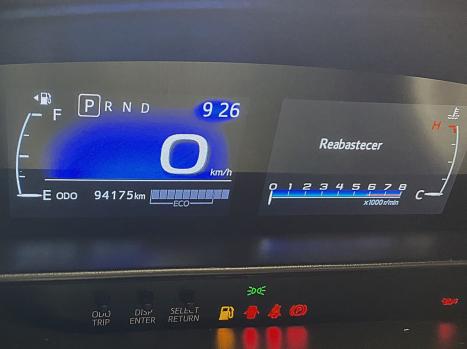 F
P R N D
9 26
H
Reabastecer
0
km/h
0 1 2 3 4 5 6 7 8
E ODO 94175km
ECO
x1000r/min
C
ODO DISP SELECT
TRIP ENTER RETURN
(P)